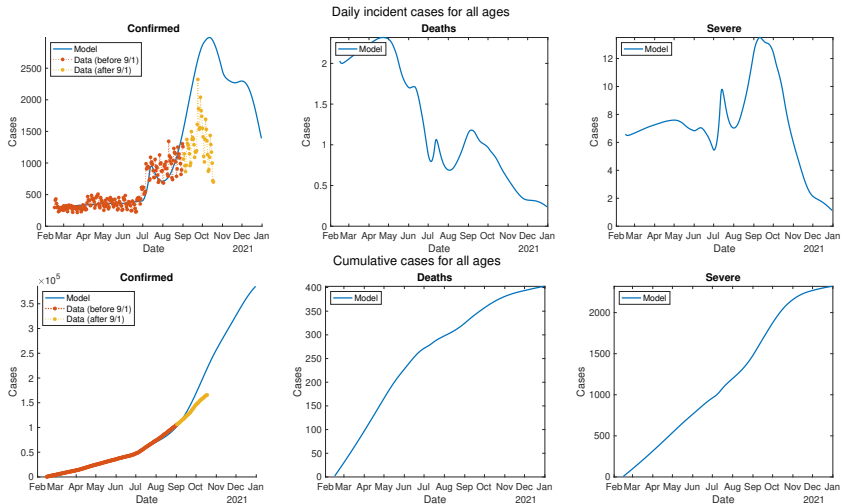 Daily incident cases for all ages
Confirmed
Model
Data (before 9/1)
Data (after 9/1)
2500
2000
1500
1000
500
0
Cases
Feb Mar Apr May Jun Jul Aug Sep Oct Nov Dec Jan
Date
2021
Deaths
Model
2
1.5
1
0.5
0
Cases
Feb Mar Apr May Jun Jul Aug Sep Oct Nov Dec Jan
Date
2021
Severe
Model
12
10
8
6
4
2
0
Cases
Feb Mar Apr May Jun Jul Aug Sep Oct Nov Dec Jan
Date
2021
Cumulative cases for all ages
Confirmed
×10⁵
Model
Data (before 9/1)
Data (after 9/1)
3.5
3
2.5
2
1.5
1
0.5
0
Cases
Feb Mar Apr May Jun Jul Aug Sep Oct Nov Dec Jan
Date
2021
Deaths
Model
400
350
300
250
200
150
100
50
0
Cases
Feb Mar Apr May Jun Jul Aug Sep Oct Nov Dec Jan
Date
2021
Severe
Model
2000
1500
1000
500
0
Cases
Feb Mar Apr May Jun Jul Aug Sep Oct Nov Dec Jan
Date
2021